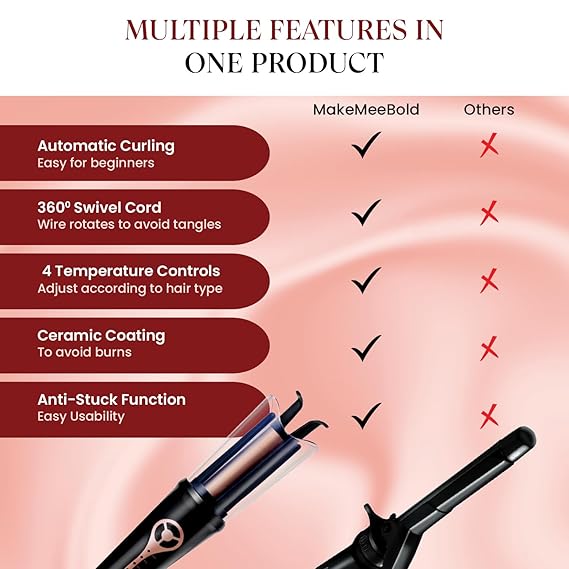 MULTIPLE FEATURES IN
ONE PRODUCT
MakeMeeBold Others
Automatic Curling
Easy for beginners
360⁰ Swivel Cord
Wire rotates to avoid tangles
4 Temperature Controls
Adjust according to hair type
Ceramic Coating
To avoid burns
Anti-Stuck Function
Easy Usability